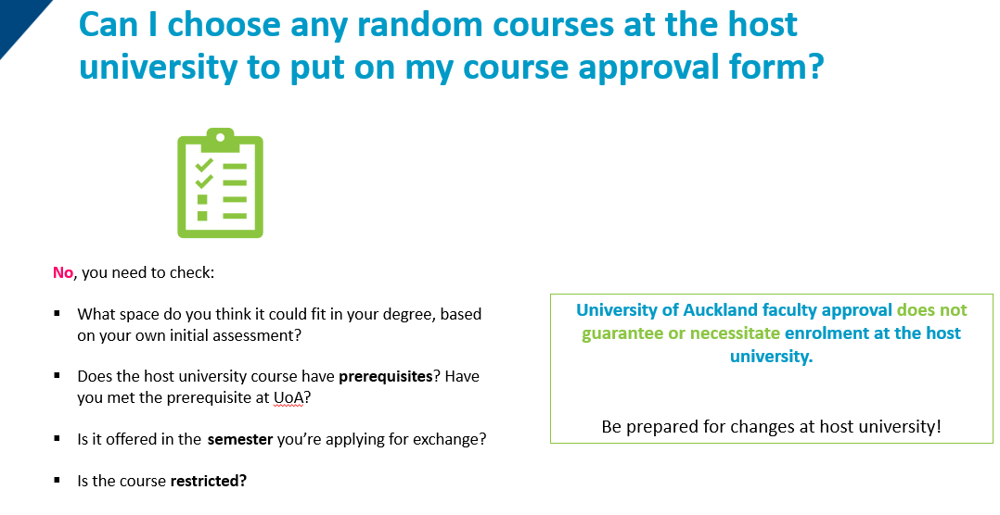 Can I choose any random courses at the host
university to put on my course approval form?
No, you need to check:
▪ What space do you think it could fit in your degree, based
on your own initial assessment?
▪ Does the host university course have prerequisites? Have
you met the prerequisite at UoA?
▪ Is it offered in the semester you’re applying for exchange?
▪ Is the course restricted?
University of Auckland faculty approval does not
guarantee or necessitate enrolment at the host
university.
Be prepared for changes at host university!